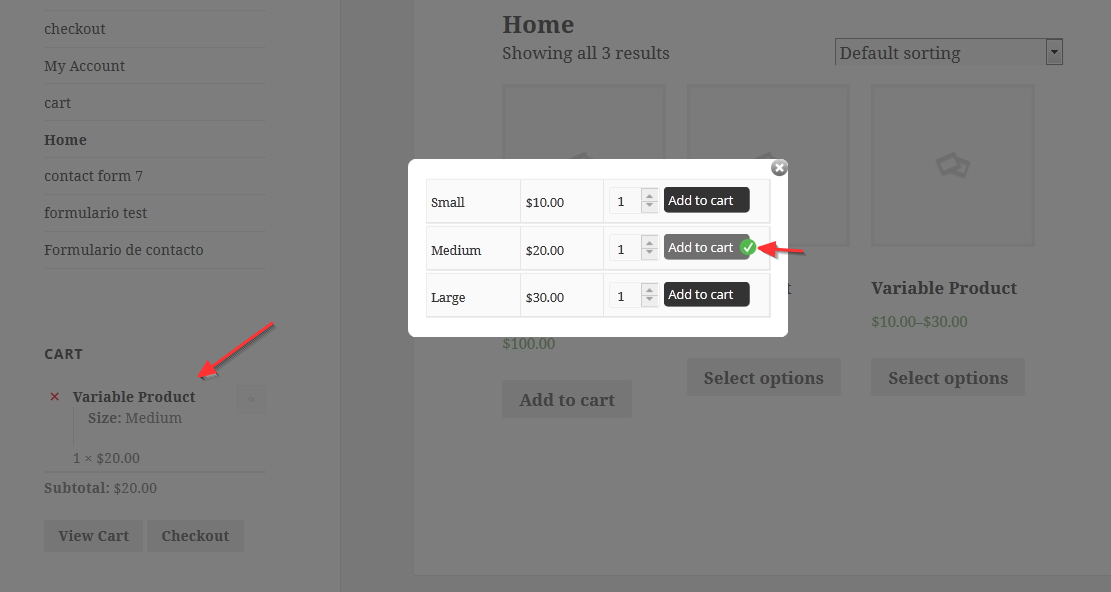 checkout
My Account
cart
Home
contact form 7
formulario test
Formulario de contacto
CART
× Variable Product
Size: Medium
1 × $20.00
Subtotal: $20.00
View Cart Checkout
Home
Showing all 3 results
Default sorting
Small $10.00 1 Add to cart
Medium $20.00 1 Add to cart
Large $30.00 1 Add to cart
$100.00
Add to cart
Select options
Variable Product
$10.00–$30.00
Select options